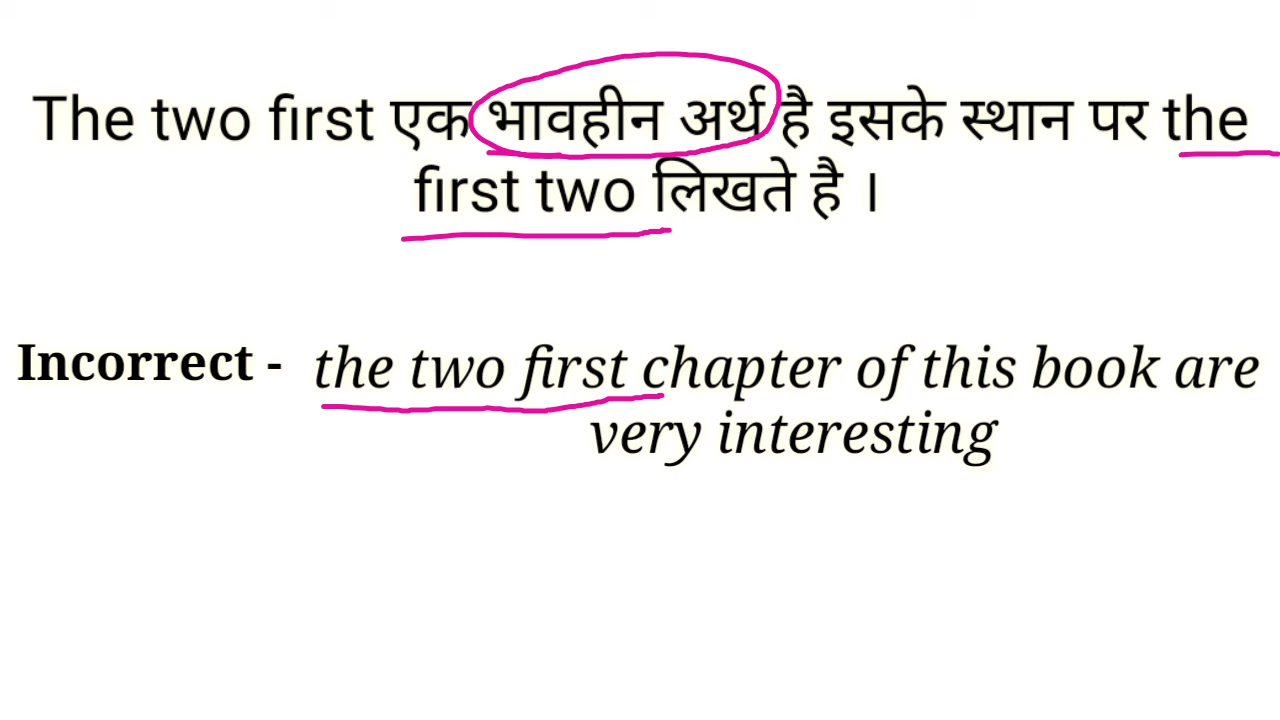 The two first एक भावहीन अर्थ है इसके स्थान पर the
first two लिखते है ।
Incorrect - the two first chapter of this book are
very interesting